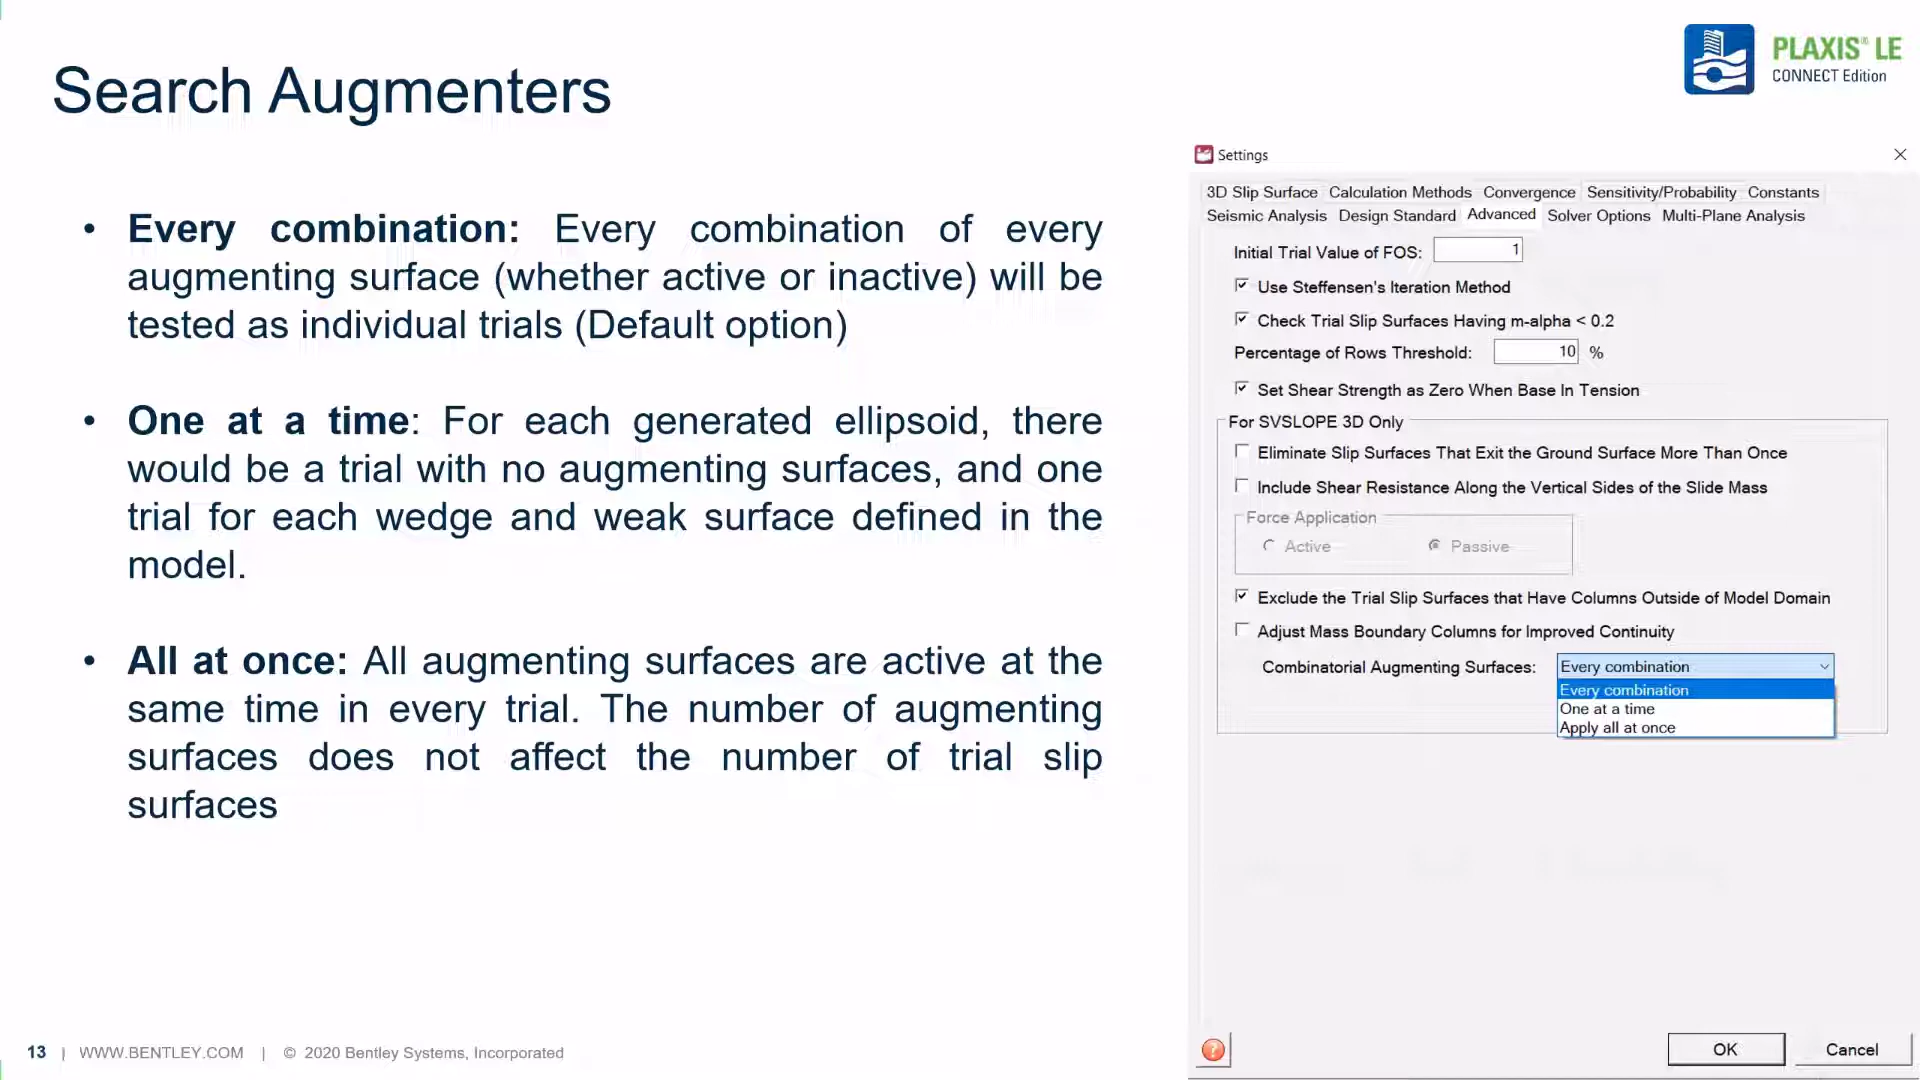 Search Augmenters
PLAXIS® LE
CONNECT Edition
• Every combination: Every combination of every
augmenting surface (whether active or inactive) will be
tested as individual trials (Default option)
• One at a time: For each generated ellipsoid, there
would be a trial with no augmenting surfaces, and one
trial for each wedge and weak surface defined in the
model.
• All at once: All augmenting surfaces are active at the
same time in every trial. The number of augmenting
surfaces does not affect the number of trial slip
surfaces
Settings
3D Slip Surface Calculation Methods Convergence Sensitivity/Probability Constants
Seismic Analysis Design Standard Advanced Solver Options Multi-Plane Analysis
Initial Trial Value of FOS: 1
Use Steffensen's Iteration Method
Check Trial Slip Surfaces Having m-alpha < 0.2
Percentage of Rows Threshold: 10 %
Set Shear Strength as Zero When Base In Tension
For SVSLOPE 3D Only
Eliminate Slip Surfaces That Exit the Ground Surface More Than Once
Include Shear Resistance Along the Vertical Sides of the Slide Mass
Force Application
Active Passive
Exclude the Trial Slip Surfaces that Have Columns Outside of Model Domain
Adjust Mass Boundary Columns for Improved Continuity
Combinatorial Augmenting Surfaces: Every combination
Every combination
One at a time
Apply all at once
OK Cancel
13 | WWW.BENTLEY.COM | © 2020 Bentley Systems, Incorporated